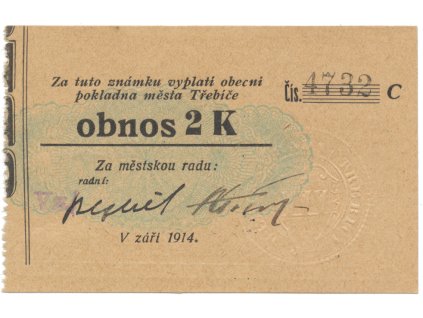 Za tuto známku vyplatí obecní
pokladna města Třebíče
Čís. 4732 C
obnos 2 K
Za městskou radu:
radní:
V září 1914.